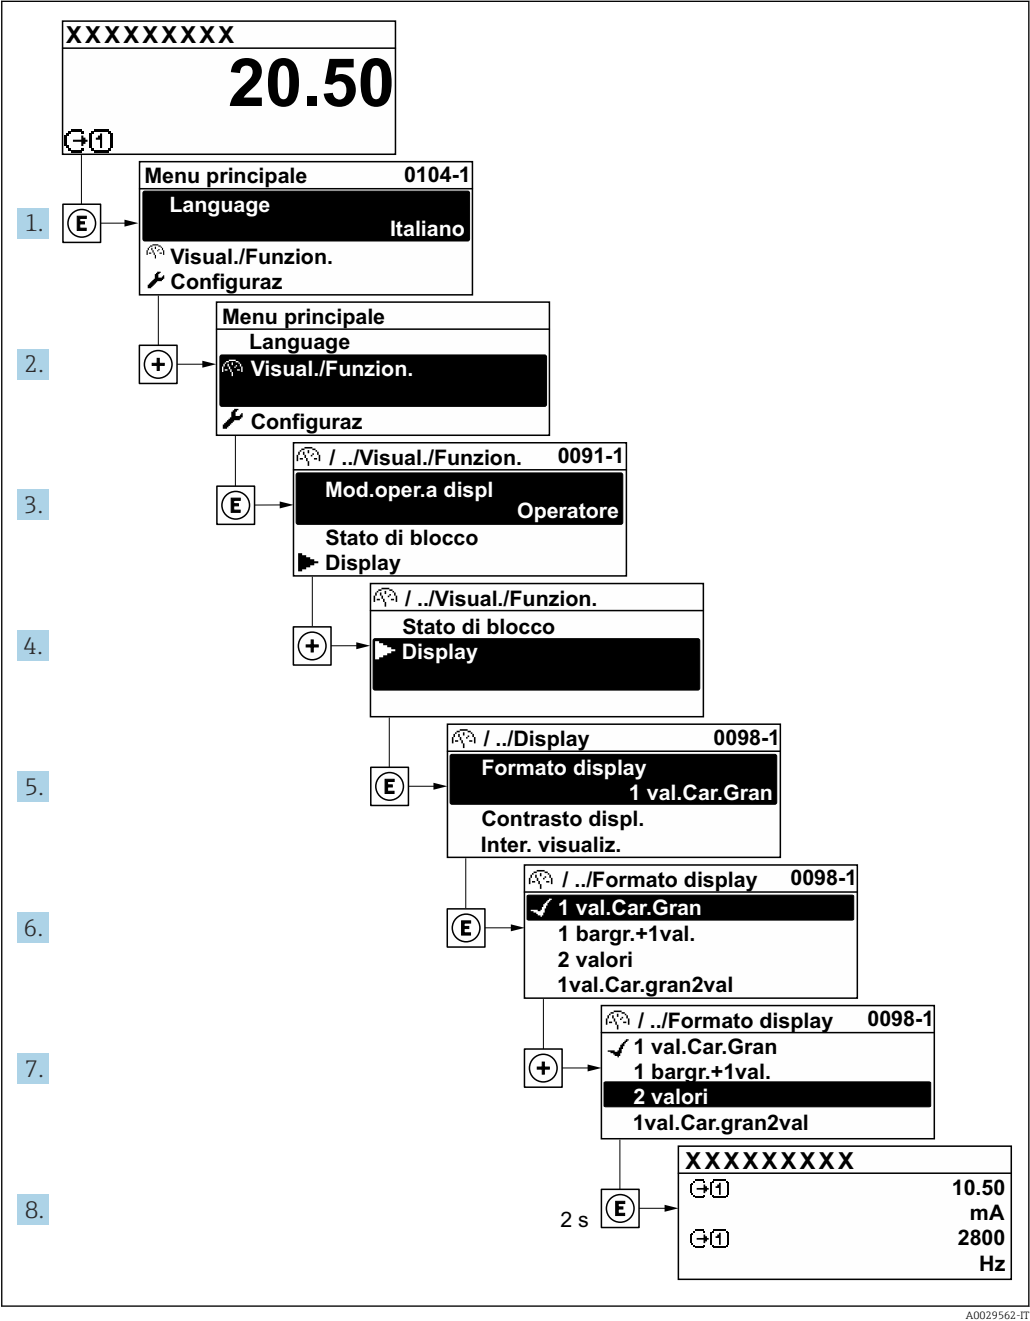 XXXXXXXXX
20.50
1
Menu principale 0104-1
Language
Italiano
1. E
Visual./Funzion.
Configuraz
Menu principale
Language
2. +
Visual./Funzion.
Configuraz
/ ../Visual./Funzion. 0091-1
Mod.oper.a displ
3. E
Operatore
Stato di blocco
Display
/ ../Visual./Funzion.
Stato di blocco
4. +
Display
/ ../Display 0098-1
Formato display
5. E
1 val.Car.Gran
Contrasto displ.
Inter. visualiz.
/ ../Formato display 0098-1
1 val.Car.Gran
6. E
1 bargr.+1val.
2 valori
1val.Car.gran2val
/ ../Formato display 0098-1
1 val.Car.Gran
7. +
1 bargr.+1val.
2 valori
1val.Car.gran2val
XXXXXXXXX
1 10.50
mA
8. 2 s E
1 2800
Hz
A0029562-IT